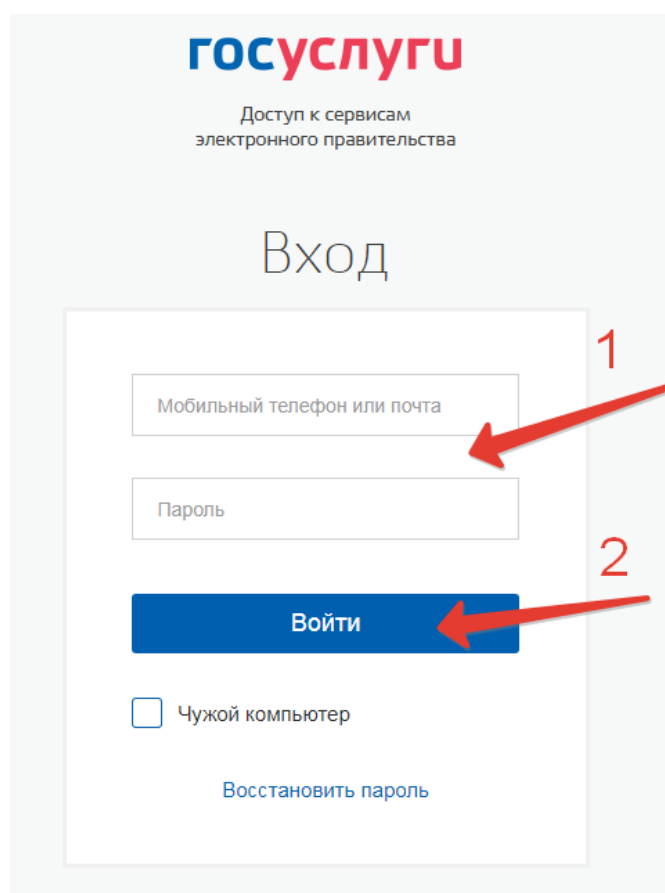 госуслуги
Доступ к сервисам
электронного правительства
Вход
1
Мобильный телефон или почта
Пароль
2
Войти
Чужой компьютер
Восстановить пароль